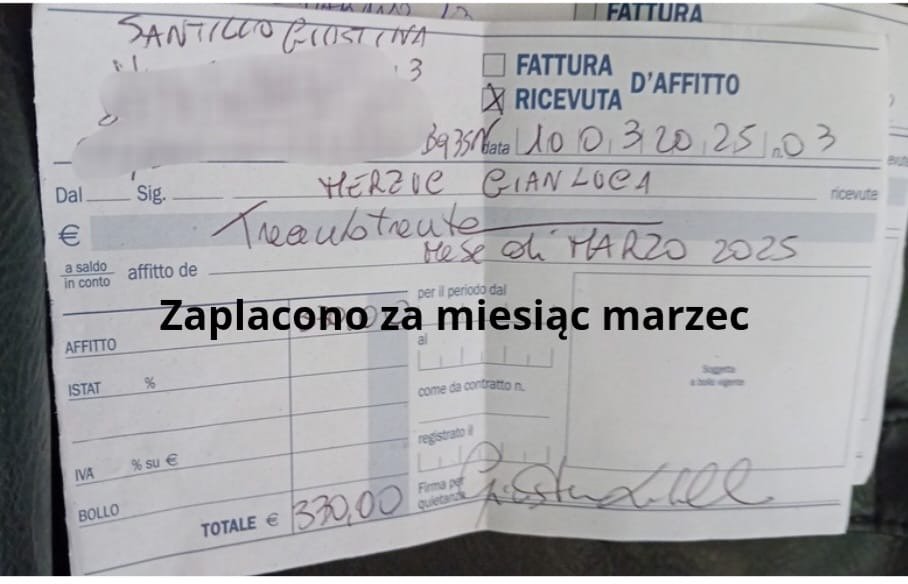 FATTURA
SANTILLO GIUSTINA
3
FATTURA
RICEVUTA
D'AFFITTO
data 10 03 2025 n. 03
Dal Sig. GIANLUCA ricevute
€ Trecentotrenta
Mese di MARZO 2025
a saldo
in conto
affitto de
per il periodo dal
Zaplacono za miesiąc marzec
AFFITTO
al
ISTAT %
come da contratto n.
registrato il
IVA % su €
Firma per
quietanza
BOLLO
TOTALE € 330,00
Soggetta
a bollo vigente